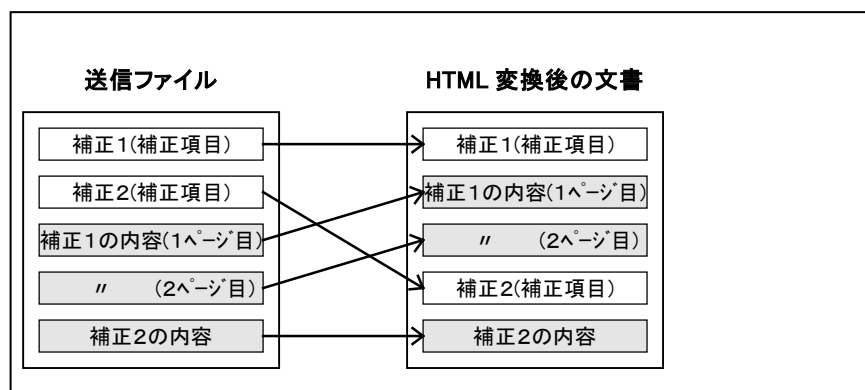 送信ファイル
補正1(補正項目)
補正2(補正項目)
補正1の内容(1ﾍﾟｰｼﾞ目)
〃 (2ﾍﾟｰｼﾞ目)
補正2の内容
HTML 変換後の文書
補正1(補正項目)
補正1の内容(1ﾍﾟｰｼﾞ目)
〃 (2ﾍﾟｰｼﾞ目)
補正2(補正項目)
補正2の内容